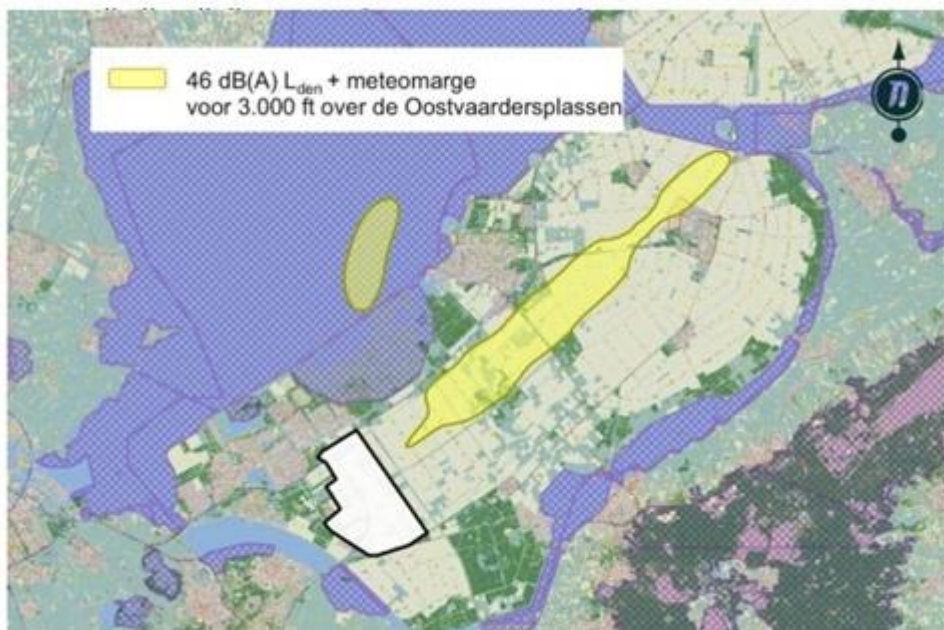 46 dB(A) Lden + meteomarge
voor 3.000 ft over de Oostvaardersplassen
n